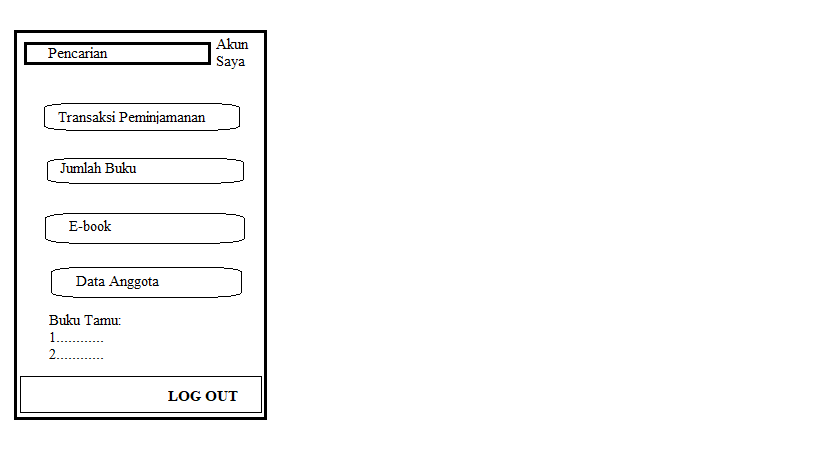 Pencarian
Akun
Saya
Transaksi Peminjamanan
Jumlah Buku
E-book
Data Anggota
Buku Tamu:
1............
2............
LOG OUT